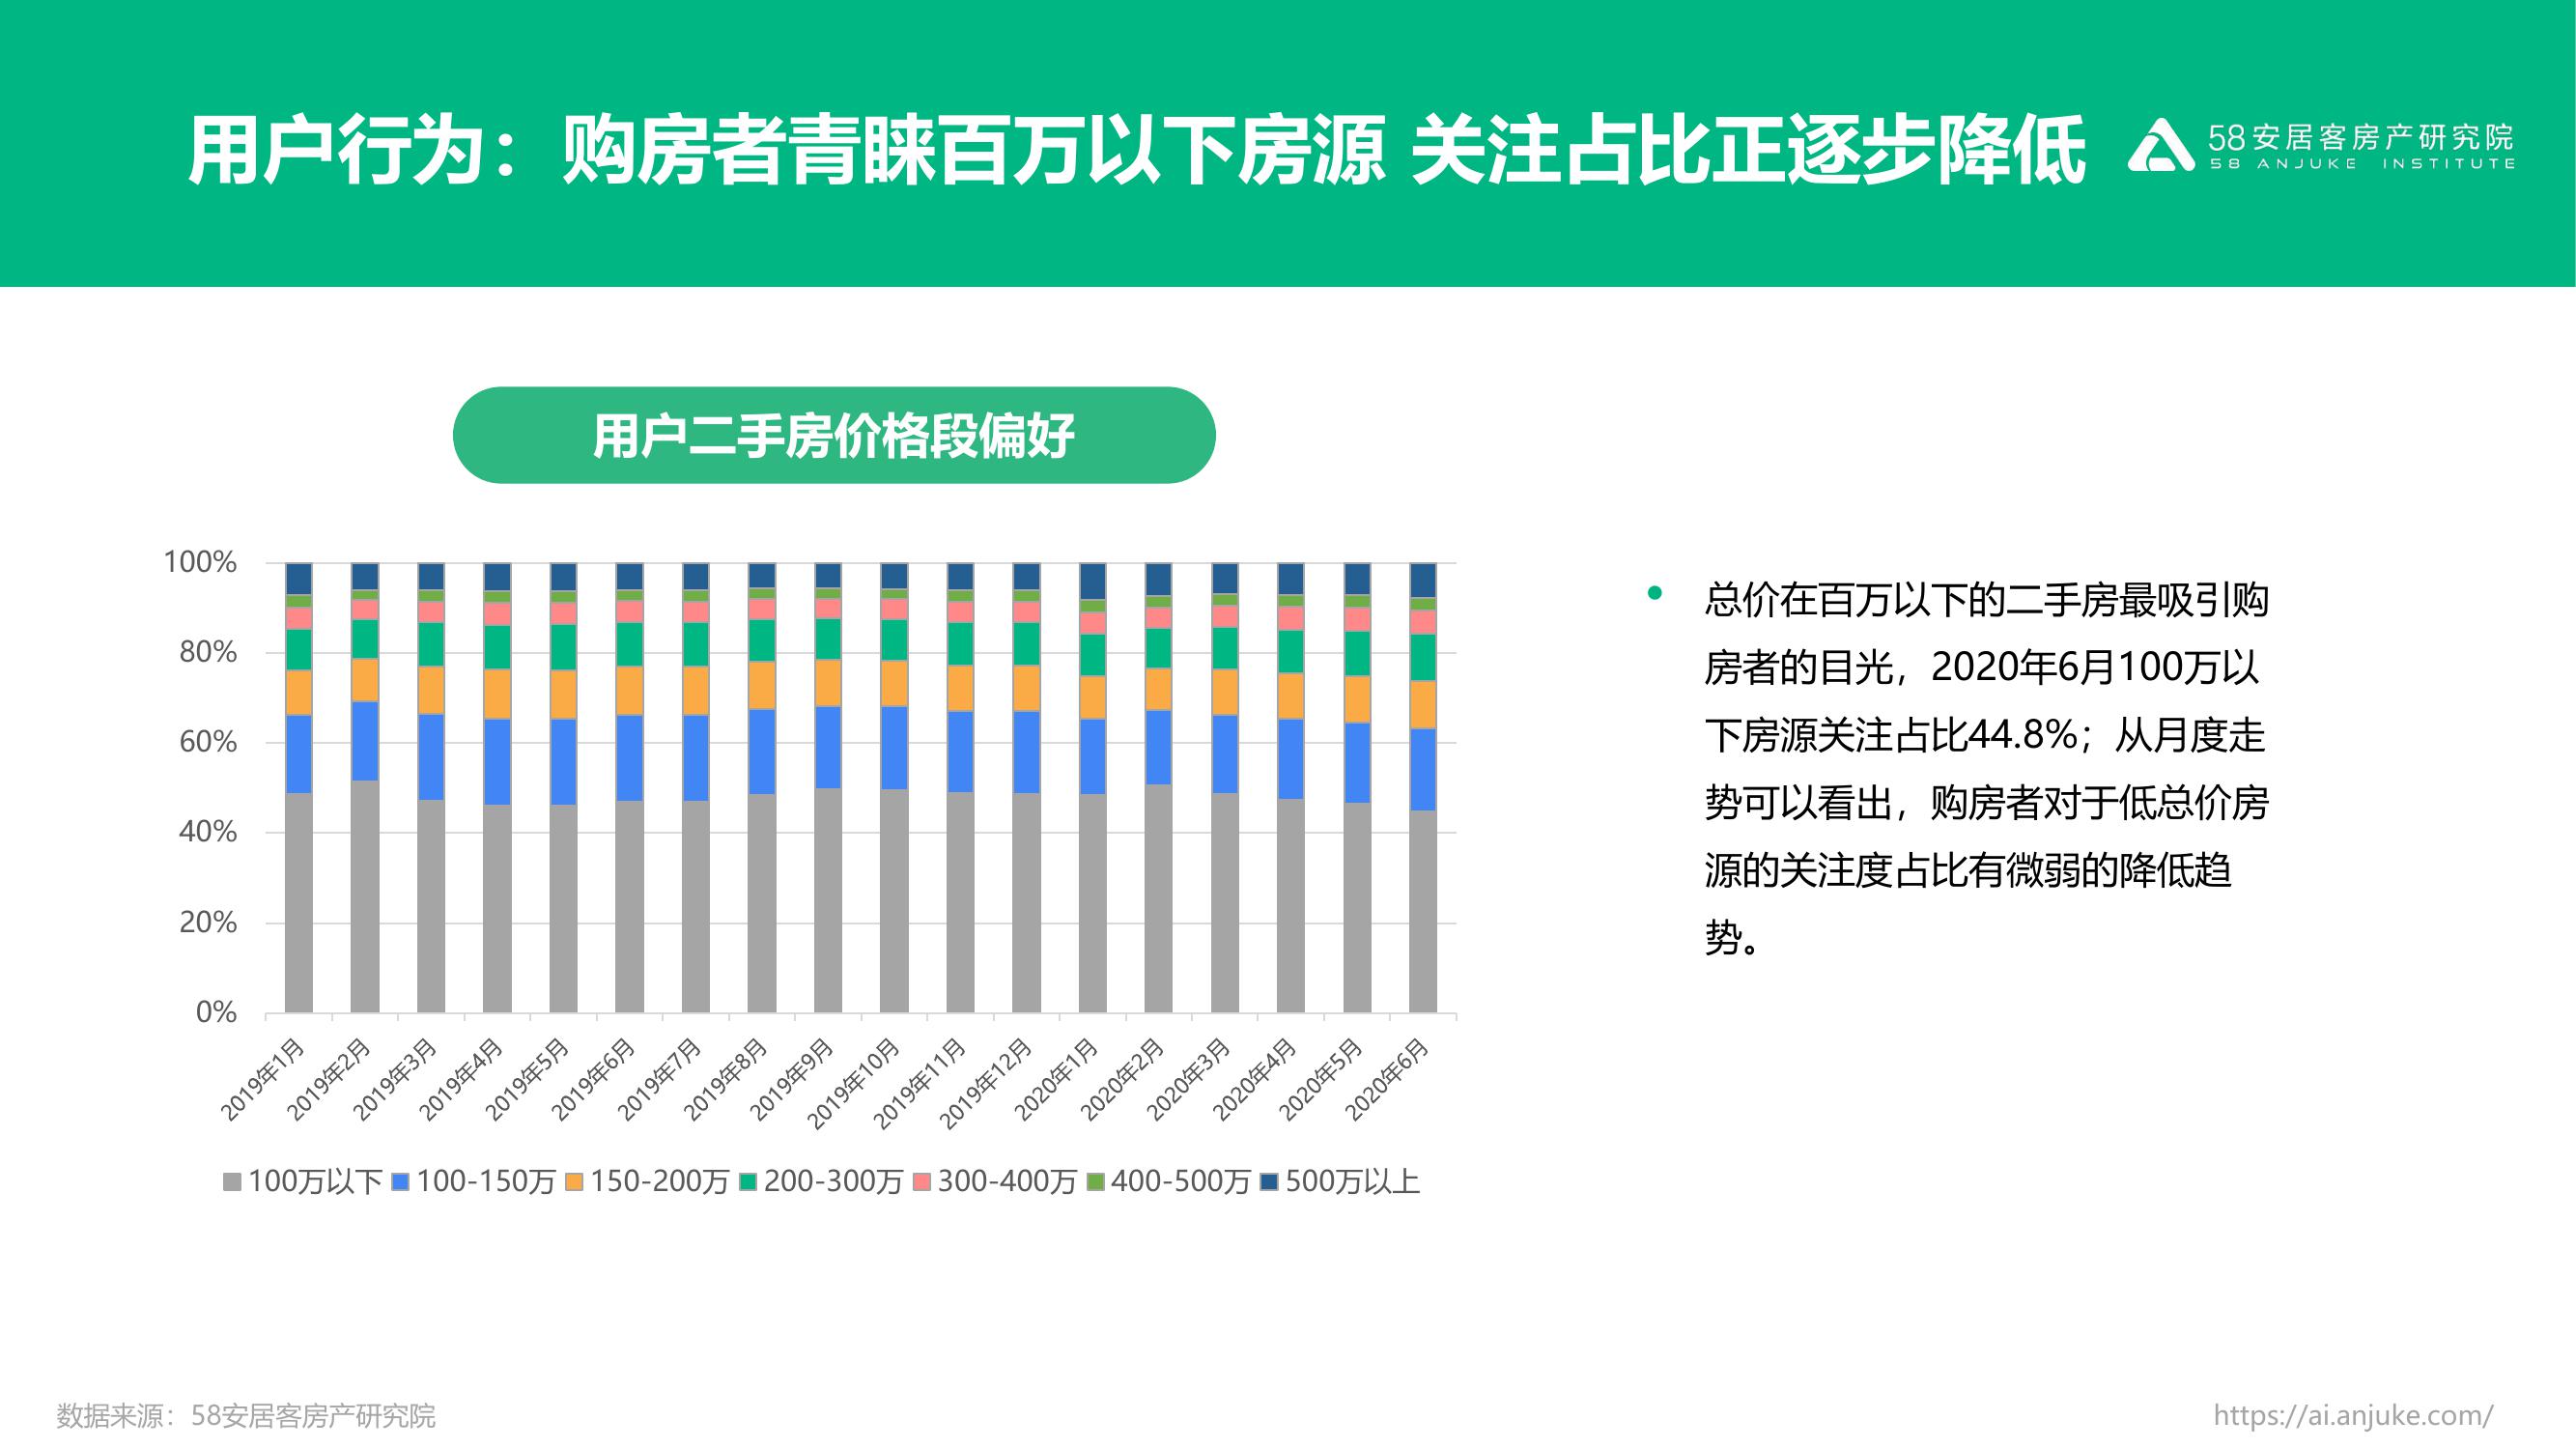 用户行为：购房者青睐百万以下房源 关注占比正逐步降低
58安居客房产研究院
58 ANJUKE INSTITUTE
用户二手房价格段偏好
100%
80%
60%
40%
20%
0%
2019年1月
2019年2月
2019年3月
2019年4月
2019年5月
2019年6月
2019年7月
2019年8月
2019年9月
2019年10月
2019年11月
2019年12月
2020年1月
2020年2月
2020年3月
2020年4月
2020年5月
2020年6月
100万以下 100-150万 150-200万 200-300万 300-400万 400-500万 500万以上
• 总价在百万以下的二手房最吸引购
房者的目光，2020年6月100万以
下房源关注占比44.8%；从月度走
势可以看出，购房者对于低总价房
源的关注度占比有微弱的降低趋
势。
数据来源：58安居客房产研究院
https://ai.anjuke.com/